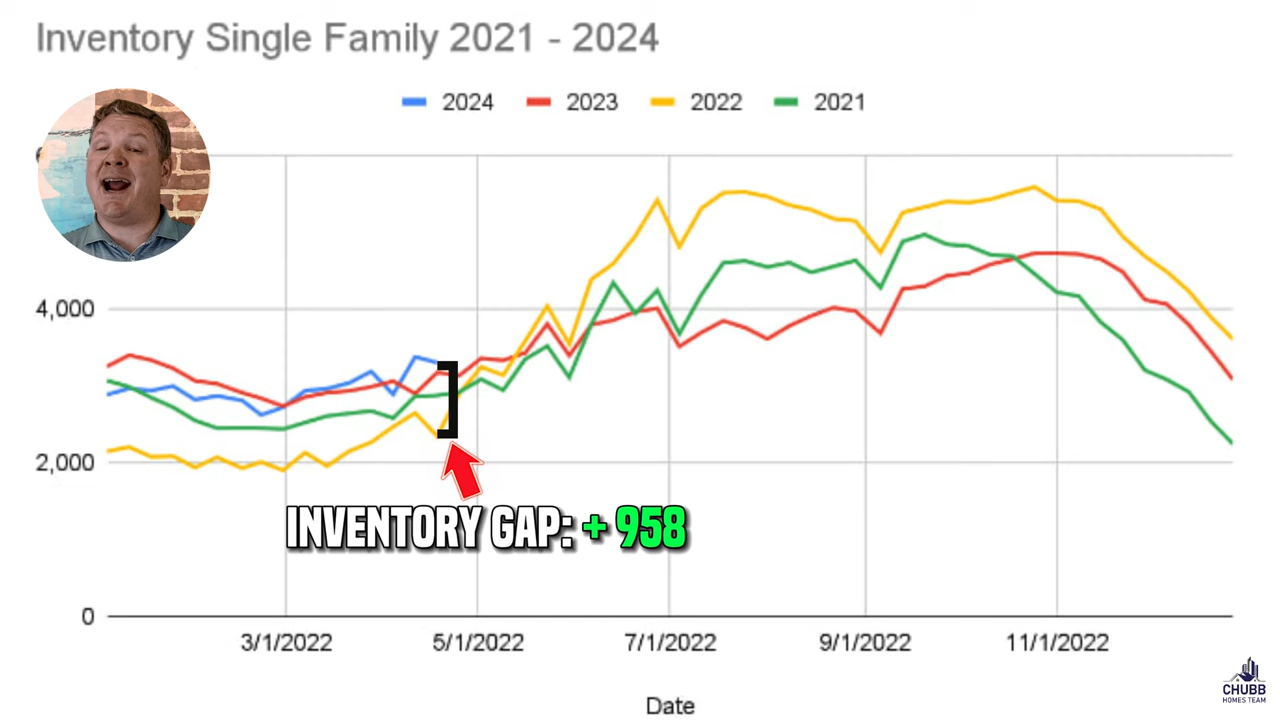 Inventory Single Family 2021 - 2024
2024 2023 2022 2021
4,000
2,000
INVENTORY GAP: + 958
0
3/1/2022 5/1/2022 7/1/2022 9/1/2022 11/1/2022
Date
CHUBB
HOMES TEAM